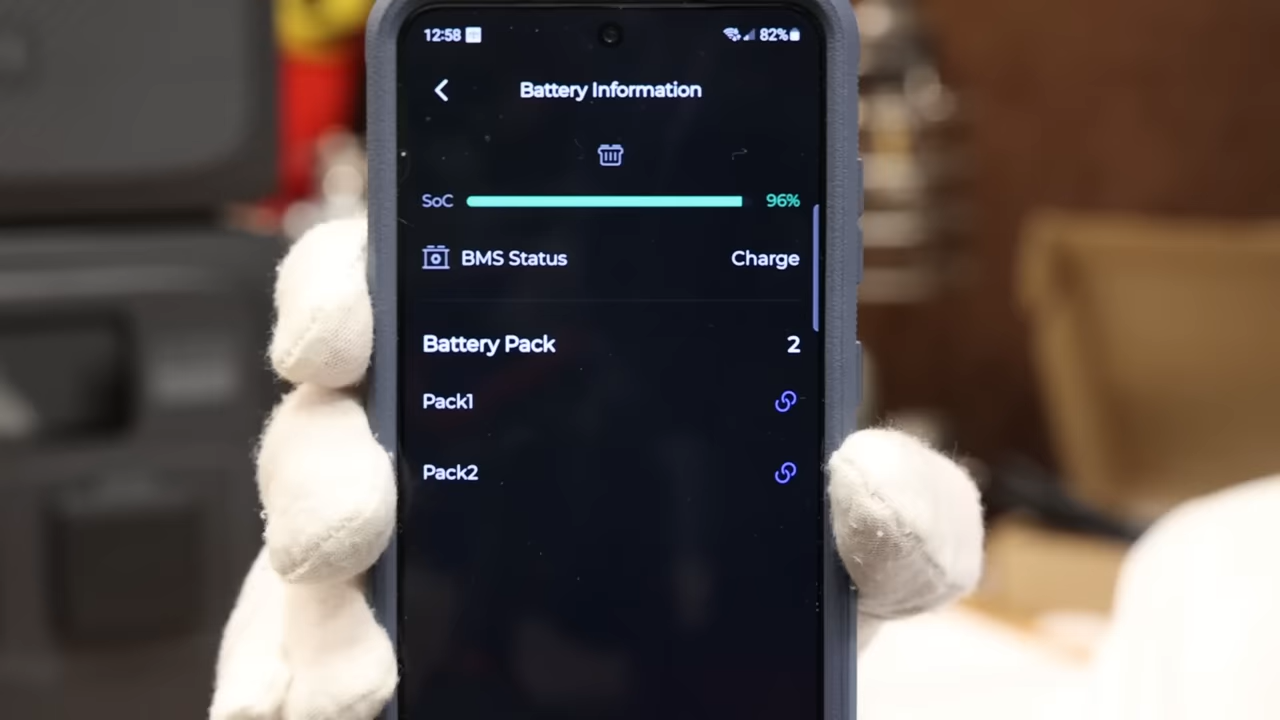 12:58 82%
Battery Information
SoC 96%
BMS Status Charge
Battery Pack 2
Pack1
Pack2